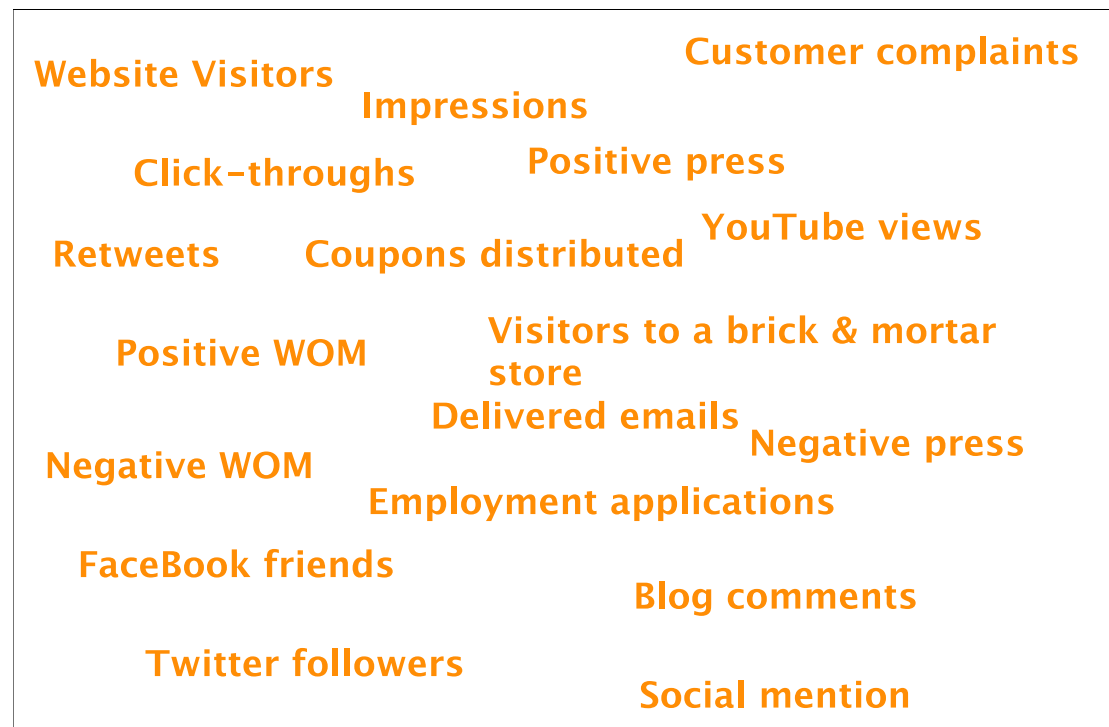 Customer complaints
Website Visitors
Impressions
Positive press
Click-throughs
YouTube views
Retweets
Coupons distributed
Visitors to a brick & mortar
store
Positive WOM
Delivered emails
Negative press
Negative WOM
Employment applications
FaceBook friends
Blog comments
Twitter followers
Social mention